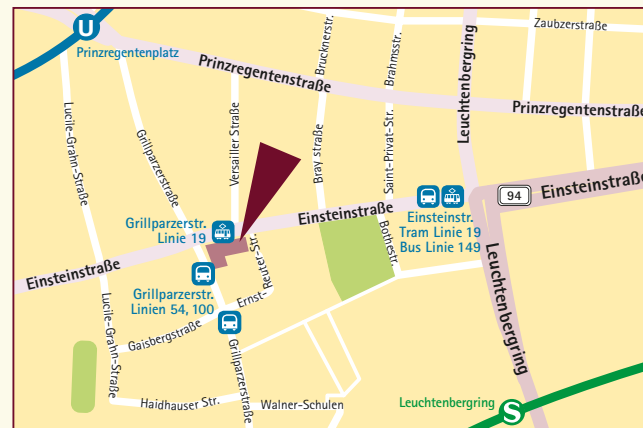 U
Prinzregentenplatz
Zaubzerstraße
Brucknerstr.
Brahmsstr.
Prinzregentenstraße
Prinzregentenstraße
Leuchtenbergring
Lucile-Grahn-Straße
Grillparzerstraße
Versailler Straße
Bray straße
Saint-Privat-Str.
94
Einsteinstraße
Grillparzerstr.
Linie 19
Einsteinstraße
Einsteinstr.
Tram Linie 19
Bus Linie 149
Bothestr.
Einsteinstraße
Grillparzerstr.
Linien 54, 100
Ernst-
Reuter-Str.
Leuchtenbergring
Lucile-Grahn-Straße
Gaisbergstraße
Grillparzerstraße
Haidhauser Str.
Walner-Schulen
Leuchtenbergring
S